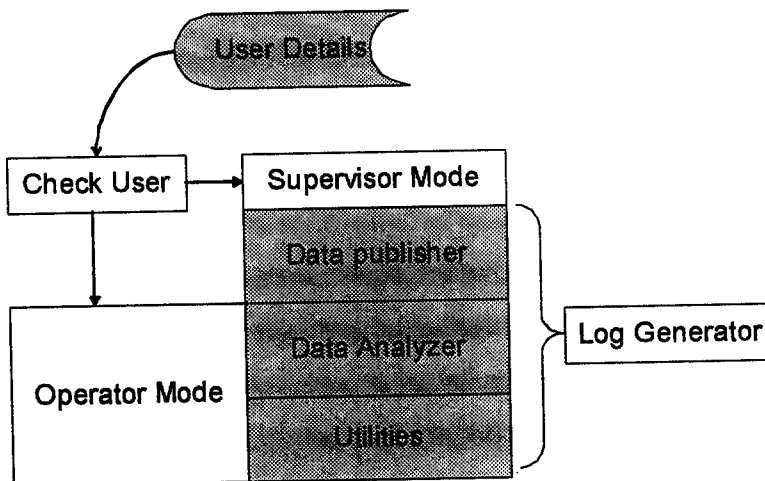 User Details
Check User
Supervisor Mode
Data publisher
Data Analyzer
Log Generator
Operator Mode
Utilities